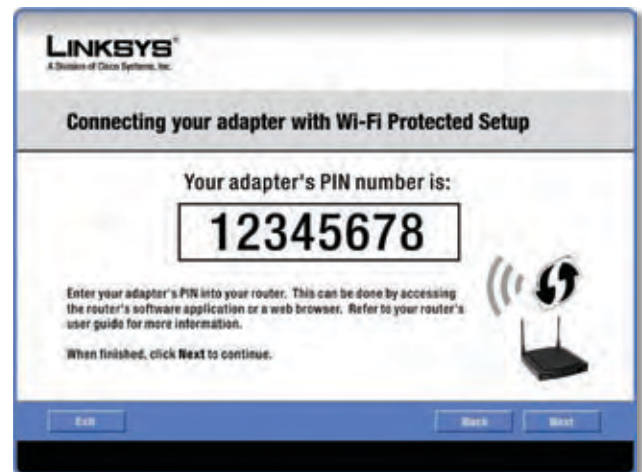 LINKSYS®
A Division of Cisco Systems, Inc.
Connecting your adapter with Wi-Fi Protected Setup
Your adapter's PIN number is:
12345678
Enter your adapter's PIN into your router. This can be done by accessing
the router's software application or a web browser. Refer to your router's
user guide for more information.
When finished, click Next to continue.
Exit
Back
Next